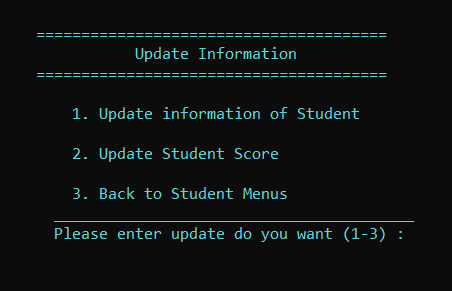 =======================================
Update Information
=======================================
1. Update information of Student
2. Update Student Score
3. Back to Student Menus
________________________________________
Please enter update do you want (1-3) :